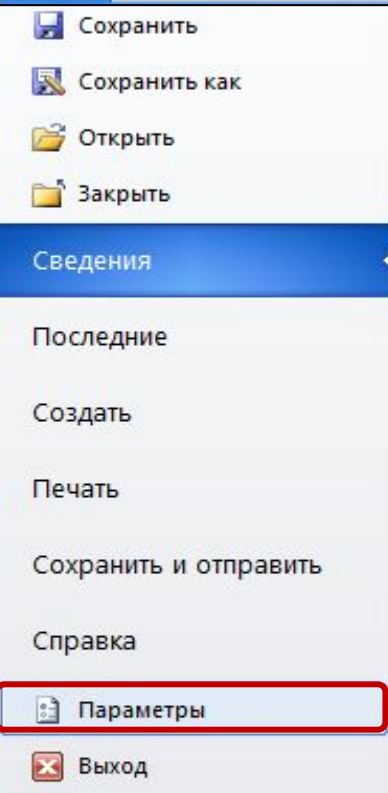 Сохранить
Сохранить как
Открыть
Закрыть
Сведения
Последние
Создать
Печать
Сохранить и отправить
Справка
Параметры
Выход